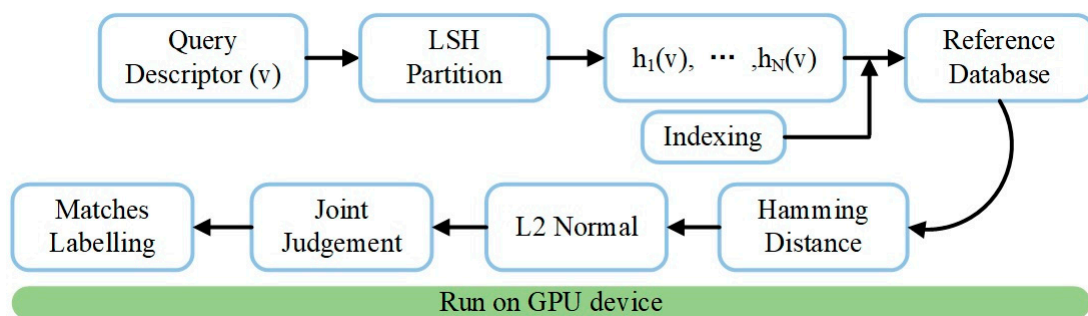 Query
Descriptor (v)
LSH
Partition
h₁(v), ··· ,hN(v)
Reference
Database
Indexing
Matches
Labelling
Joint
Judgement
L2 Normal
Hamming
Distance
Run on GPU device